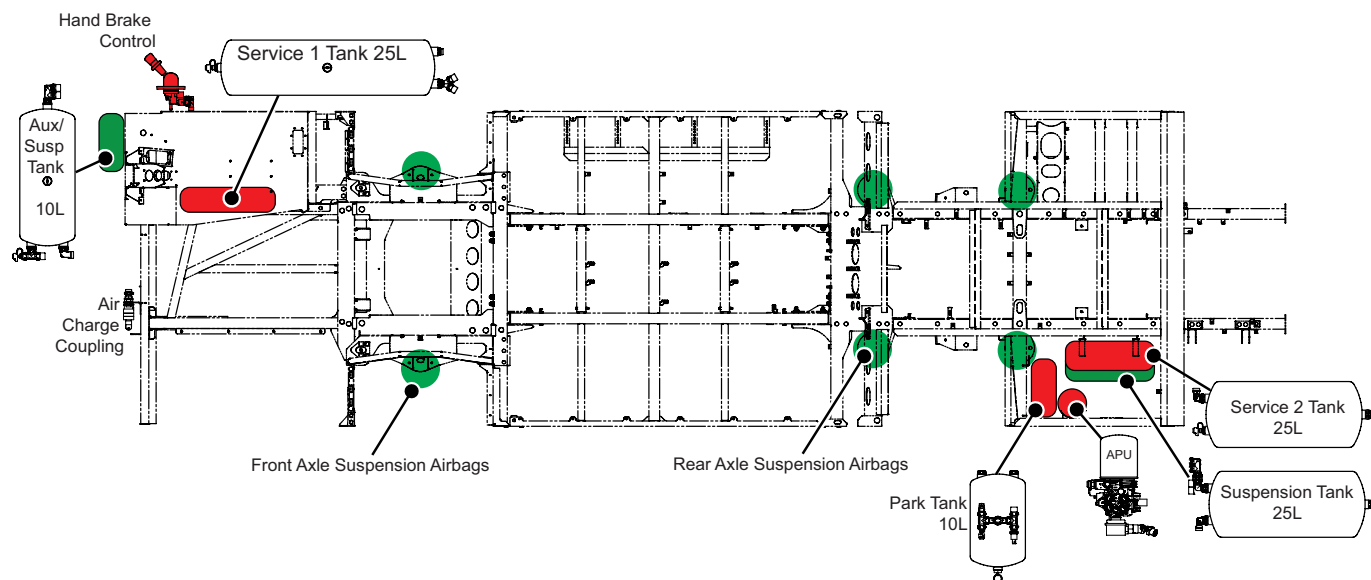 Hand Brake
Control
Service 1 Tank 25L
Aux/
Susp
Tank
10L
Air
Charge
Coupling
Front Axle Suspension Airbags
Rear Axle Suspension Airbags
Park Tank
10L
APU
Service 2 Tank
25L
Suspension Tank
25L